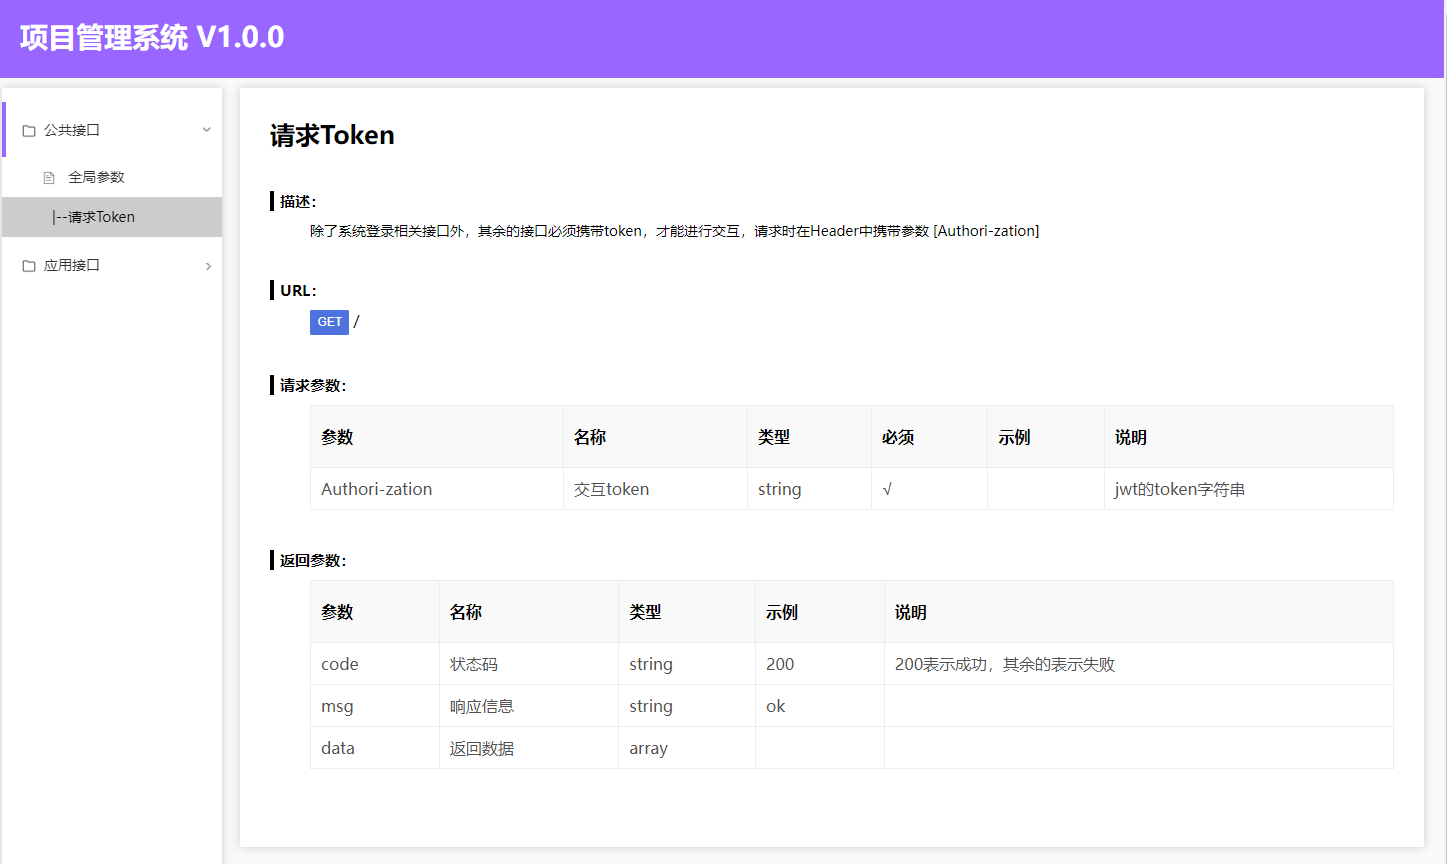 项目管理系统 V1.0.0
公共接口
全局参数
|--请求Token
应用接口
请求Token
描述：
除了系统登录相关接口外，其余的接口必须携带token，才能进行交互，请求时在Header中携带参数 [Authori-zation]
URL：
GET /
请求参数：
参数 名称 类型 必须 示例 说明
Authori-zation 交互token string √ jwt的token字符串
返回参数：
参数 名称 类型 示例 说明
code 状态码 string 200 200表示成功，其余的表示失败
msg 响应信息 string ok
data 返回数据 array